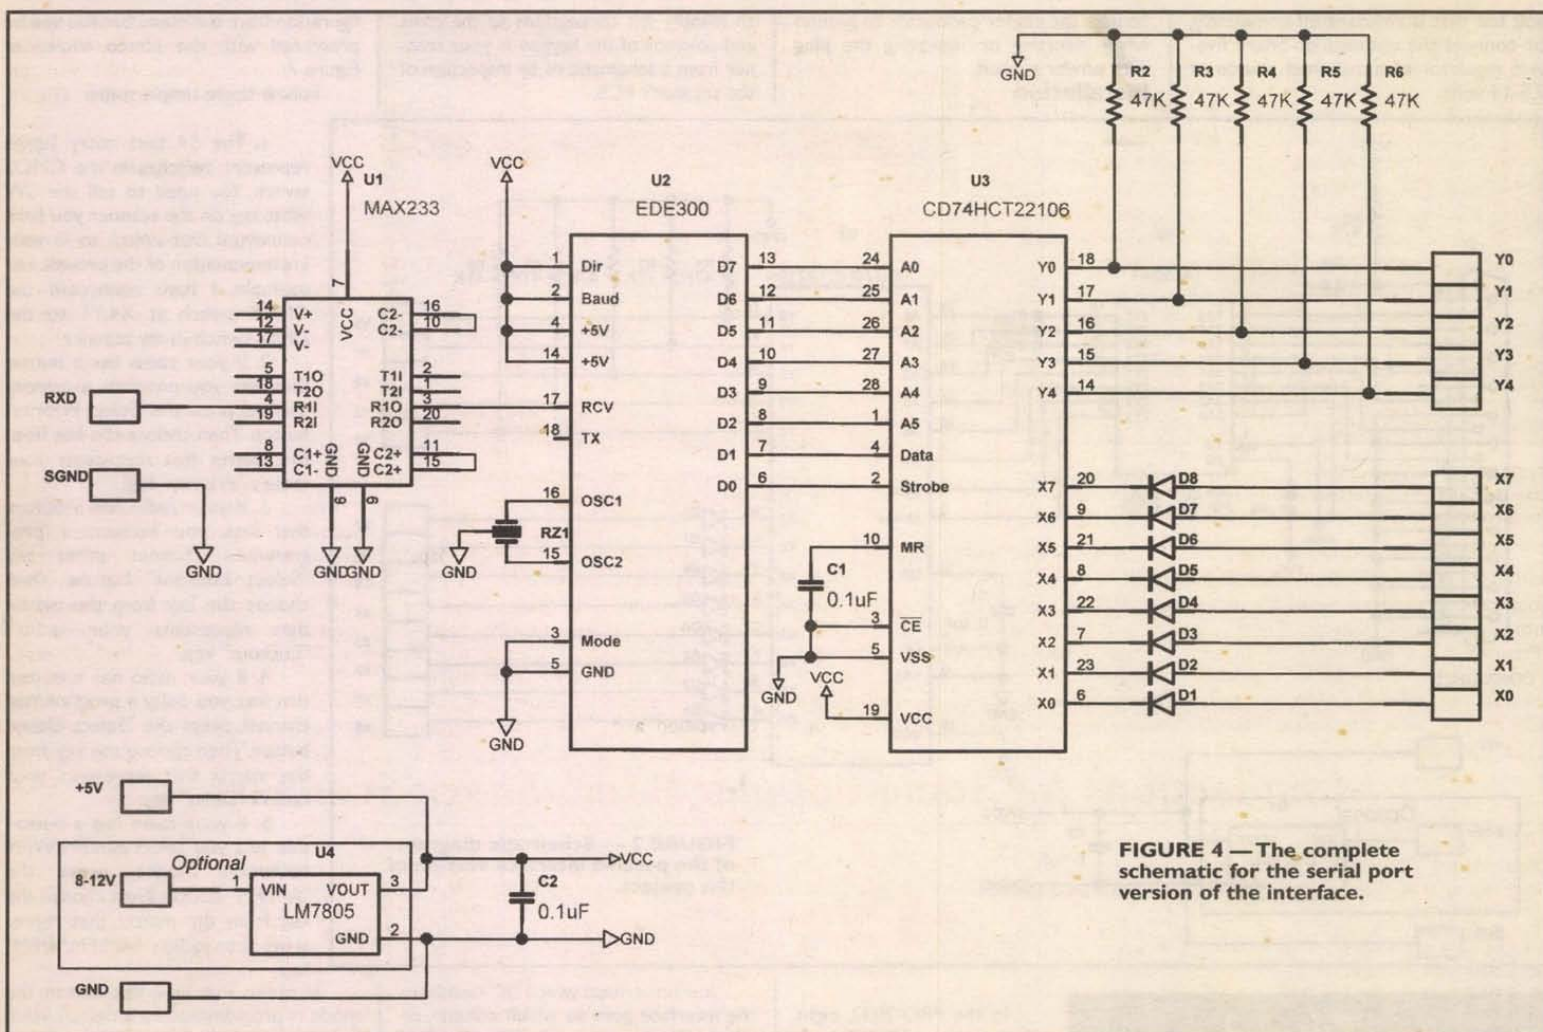 GND
R2 R3 R4 R5 R6
47K 47K 47K 47K 47K
VCC
U1
MAX233
7
VCC
14 V+
12 V-
17 V-
5 T1O
18 T2O
4 R1I
19 R2I
8 C1+
13 C1-
C2- 16
C2- 10
T1I 2
T2I 1
R1O 3
R2O 20
C2+ 11
C2+ 15
GND GND
6 9
RXD
SGND
GND
GND
GND
VCC
U2
EDE300
1 Dir
2 Baud
4 +5V
14 +5V
17 RCV
18 TX
16 OSC1
RZ1
15 OSC2
GND
3 Mode
5 GND
GND
D7 13
D6 12
D5 11
D4 10
D3 9
D2 8
D1 7
D0 6
U3
CD74HCT22106
24 A0
25 A1
26 A2
27 A3
28 A4
1 A5
4 Data
2 Strobe
10 MR
C1
0.1uF
3 CE
5 VSS
GND
VCC
19 VCC
Y0 18
Y1 17
Y2 16
Y3 15
Y4 14
X7 20 D8
X6 9 D7
X5 21 D6
X4 8 D5
X3 22 D4
X2 7 D3
X1 23 D2
X0 6 D1
Y0
Y1
Y2
Y3
Y4
X7
X6
X5
X4
X3
X2
X1
X0
+5V
Optional
U4
8-12V
1 VIN VOUT 3
LM7805
GND 2
GND
C2
0.1uF
VCC
GND
FIGURE 4 — The complete
schematic for the serial port
version of the interface.